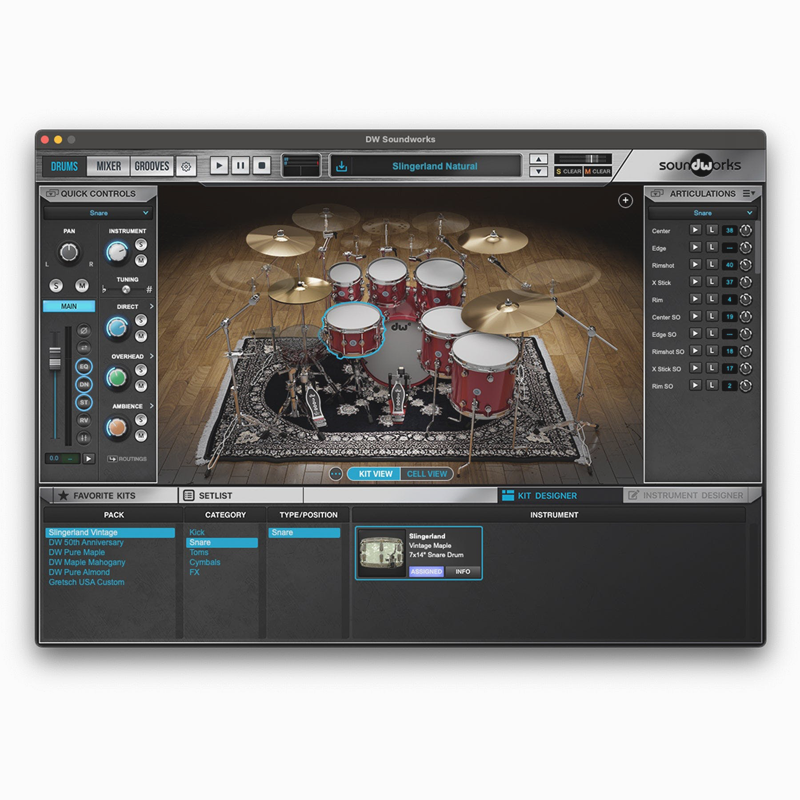 DW Soundworks
DRUMS MIXER GROOVES
Slingerland Natural
S CLEAR M CLEAR
soundworks
QUICK CONTROLS
Snare
PAN
L R
S M
MAIN
EQ
DN
ST
RV
0.0
INSTRUMENT
S
M
TUNING
DIRECT
S
M
OVERHEAD
S
M
AMBIENCE
S
M
ROUTINGS
dw
KIT VIEW CELL VIEW
ARTICULATIONS
Snare
Center L 38
Edge L ---
Rimshot L 40
X Stick L 37
Rim L 4
Center SO L 19
Edge SO L ---
Rimshot SO L 18
X Stick SO L 17
Rim SO L 2
FAVORITE KITS SETLIST KIT DESIGNER INSTRUMENT DESIGNER
PACK CATEGORY TYPE/POSITION INSTRUMENT
Slingerland Vintage
DW 50th Anniversary
DW Pure Maple
DW Maple Mahogany
DW Pure Almond
Gretsch USA Custom
Kick
Snare
Toms
Cymbals
FX
Snare
Slingerland
Vintage Maple
7x14" Snare Drum
ASSIGNED INFO